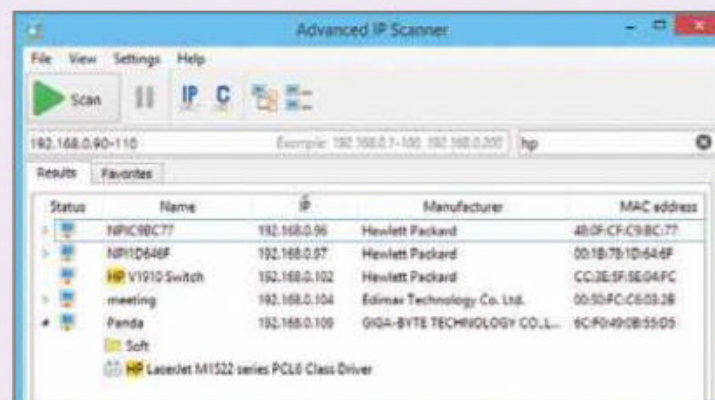 Advanced IP Scanner
File View Settings Help
Scan IP C
192.168.0.90-110 Example: 192.168.0.1-100, 192.168.0.200 hp
Results Favorites
Status Name IP Manufacturer MAC address
NPIC9BC77 192.168.0.96 Hewlett Packard 48:0F:CF:C9:BC:77
NPI1D646F 192.168.0.97 Hewlett Packard 00:1B:78:1D:64:6F
HP V1910 Switch 192.168.0.102 Hewlett Packard CC:3E:5F:5E:04:FC
meeting 192.168.0.104 Edimax Technology Co. Ltd. 00:50:FC:C6:03:2B
Panda 192.168.0.109 GIGA-BYTE TECHNOLOGY CO.,L... 6C:F0:49:0B:55:D5
Soft
HP LaserJet M1522 series PCL6 Class Driver